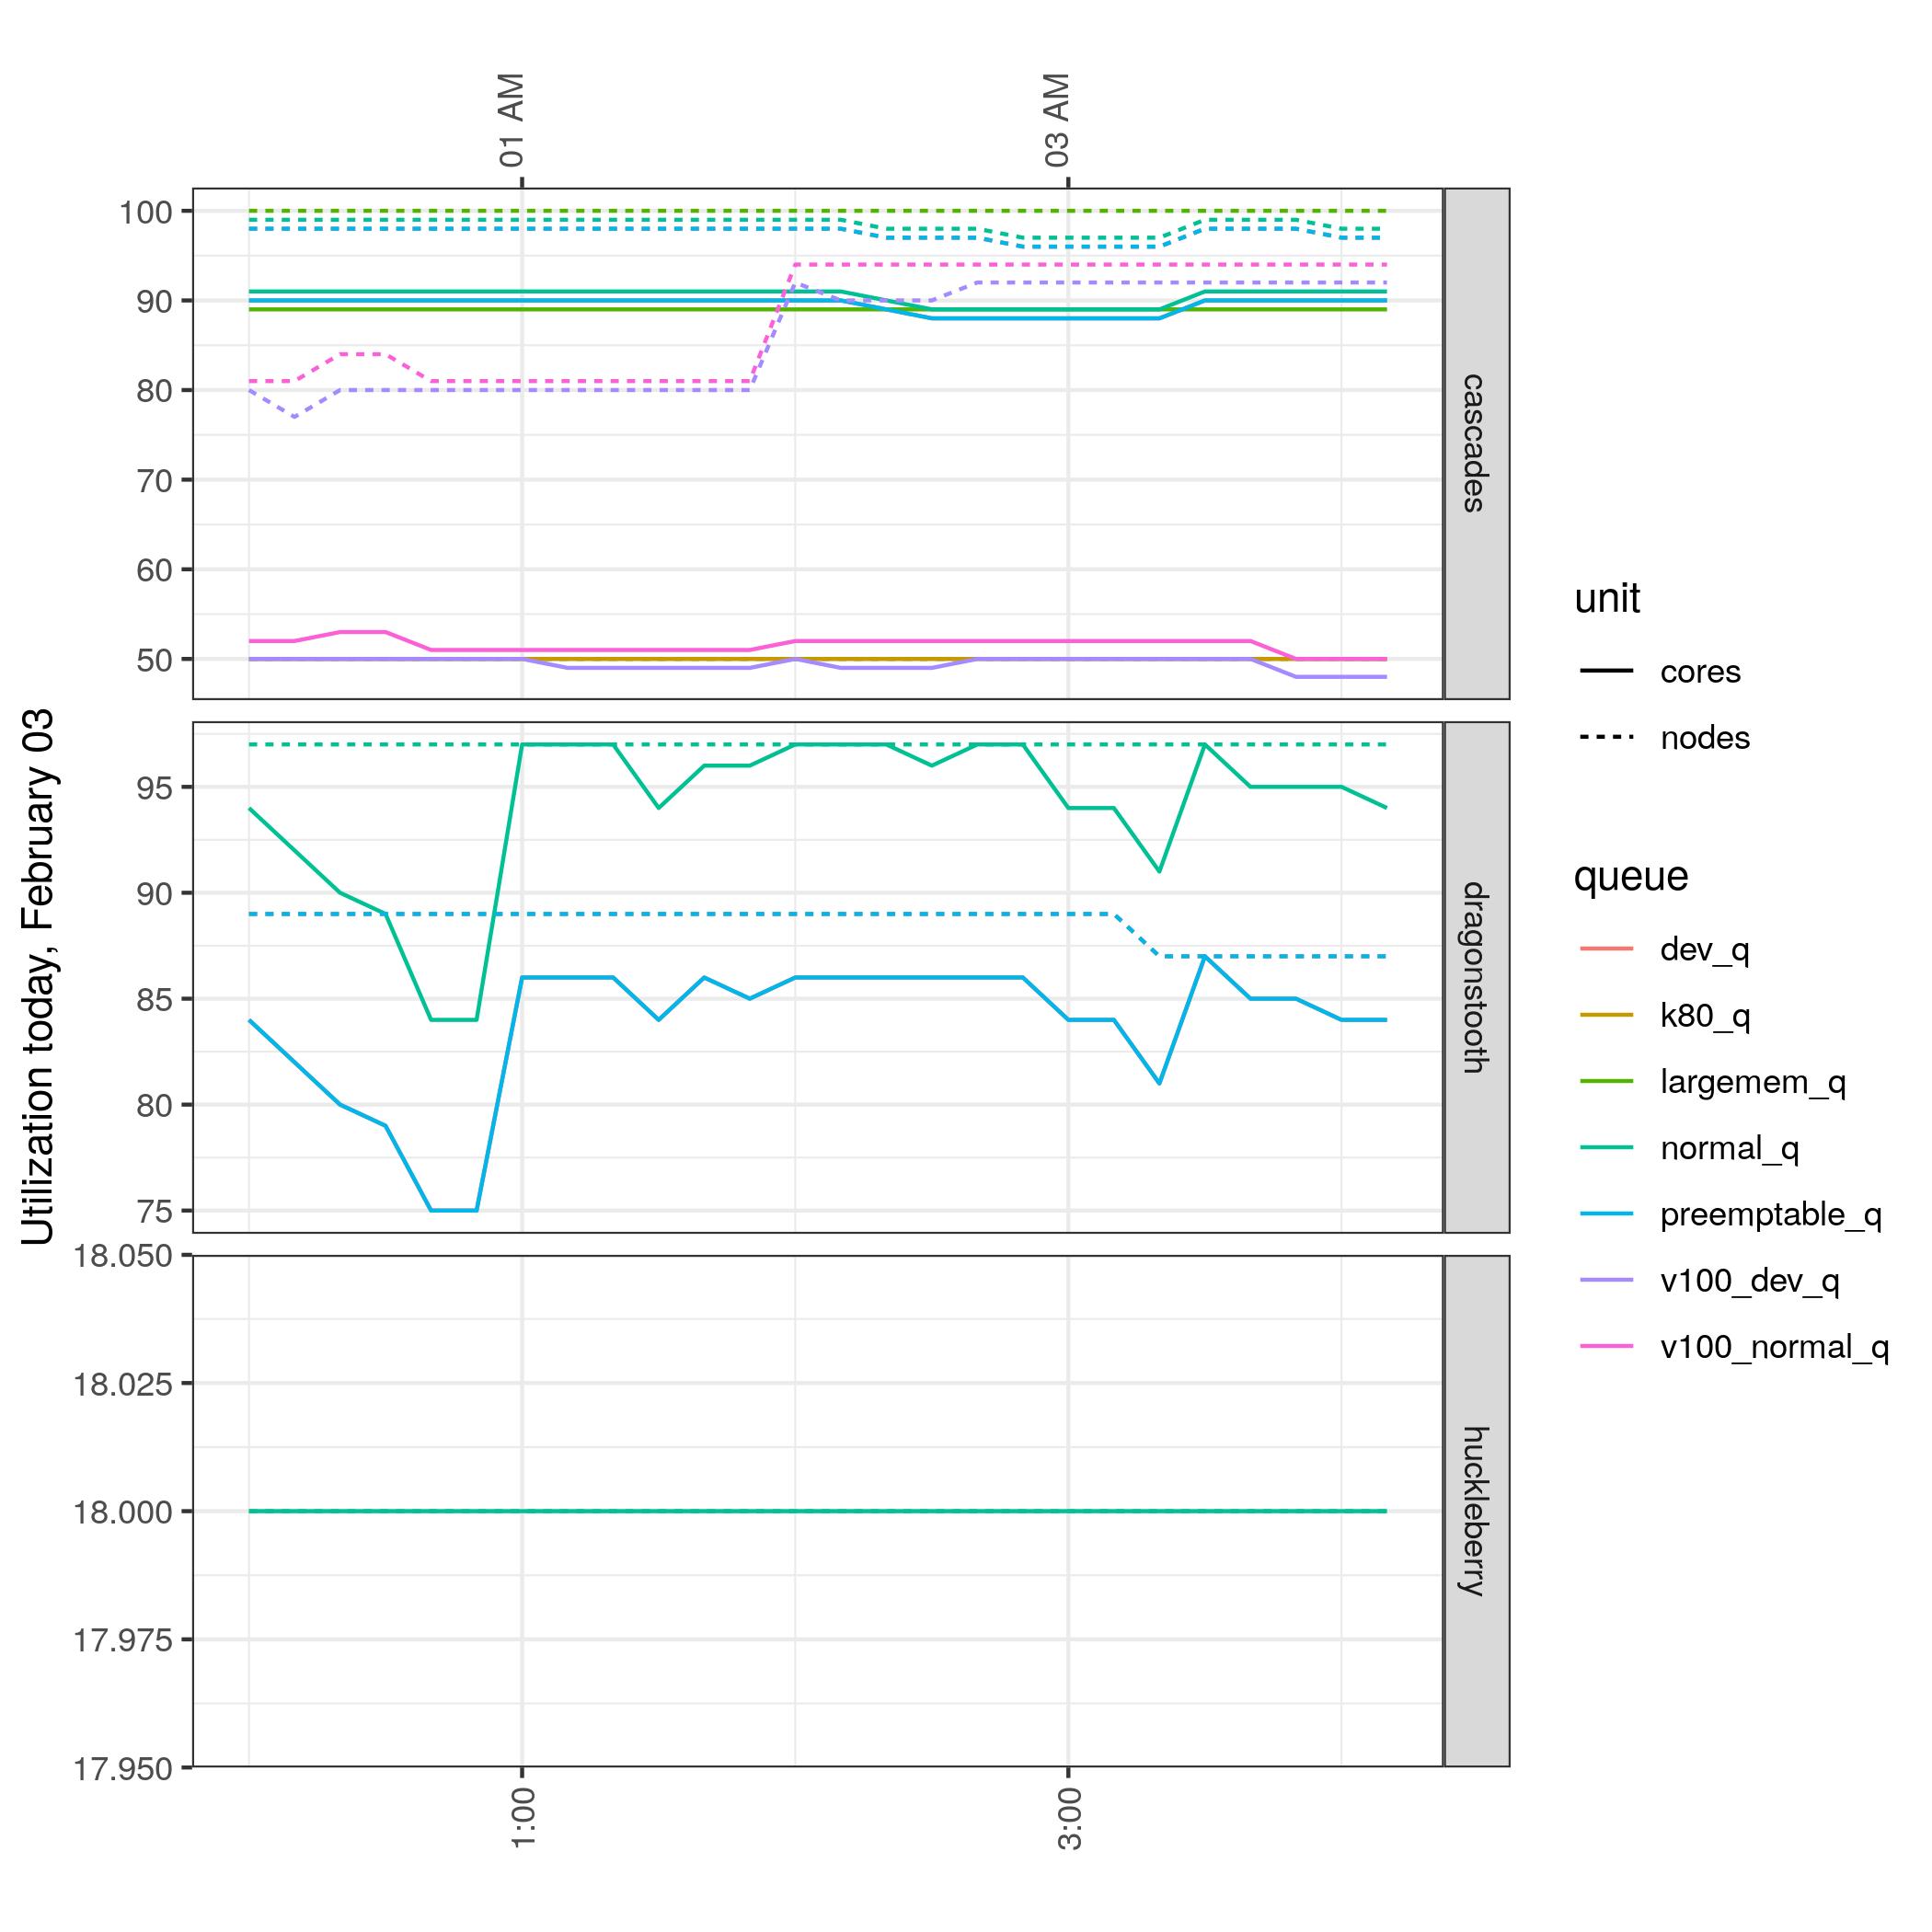 01 AM
03 AM
100
90
80
70
60
50
cascades
95
90
85
80
75
dragonstooth
18.050
18.025
18.000
17.975
17.950
huckleberry
1:00
3:00
Utilization today, February 03
unit
cores
nodes
queue
dev_q
k80_q
largemem_q
normal_q
preemptable_q
v100_dev_q
v100_normal_q